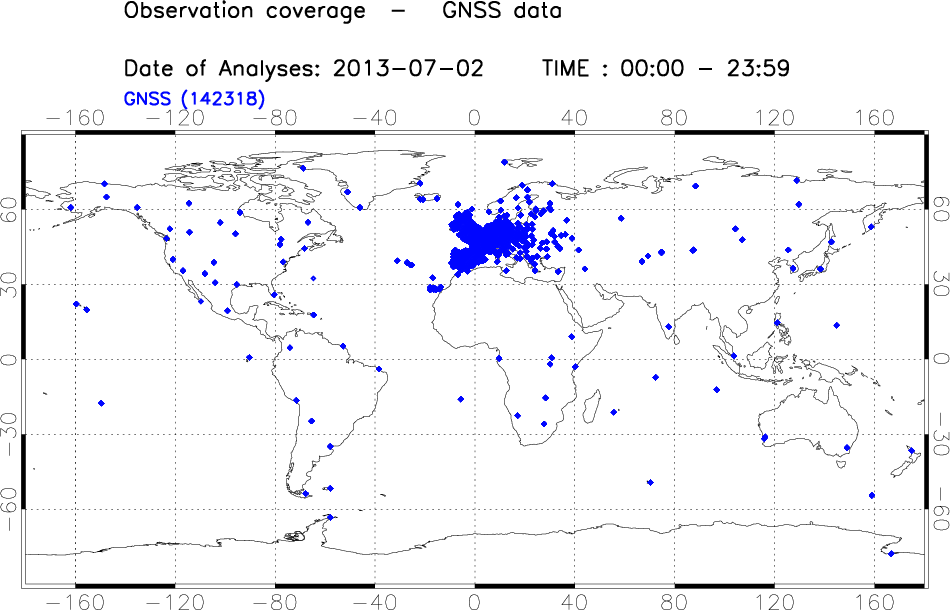 Observation coverage - GNSS data
Date of Analyses: 2013-07-02 TIME : 00:00 - 23:59
GNSS (142318)
-160 -120 -80 -40 0 40 80 120 160
60 60
30 30
0 0
-30 -30
-60 -60
-160 -120 -80 -40 0 40 80 120 160